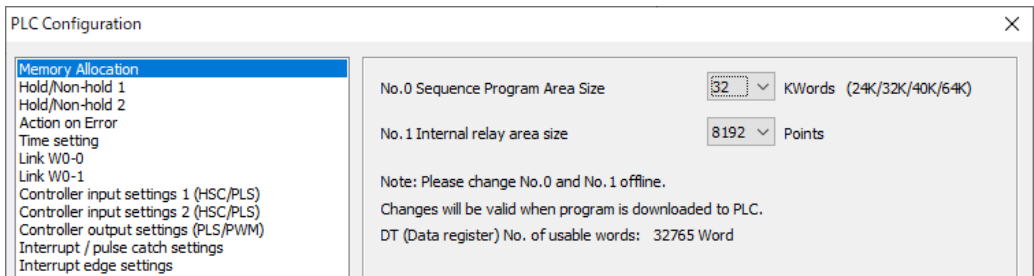 PLC Configuration
Memory Allocation
Hold/Non-hold 1
Hold/Non-hold 2
Action on Error
Time setting
Link W0-0
Link W0-1
Controller input settings 1 (HSC/PLS)
Controller input settings 2 (HSC/PLS)
Controller output settings (PLS/PWM)
Interrupt / pulse catch settings
Interrupt edge settings
No.0 Sequence Program Area Size 32 KWords (24K/32K/40K/64K)
No.1 Internal relay area size 8192 Points
Note: Please change No.0 and No.1 offline.
Changes will be valid when program is downloaded to PLC.
DT (Data register) No. of usable words: 32765 Word